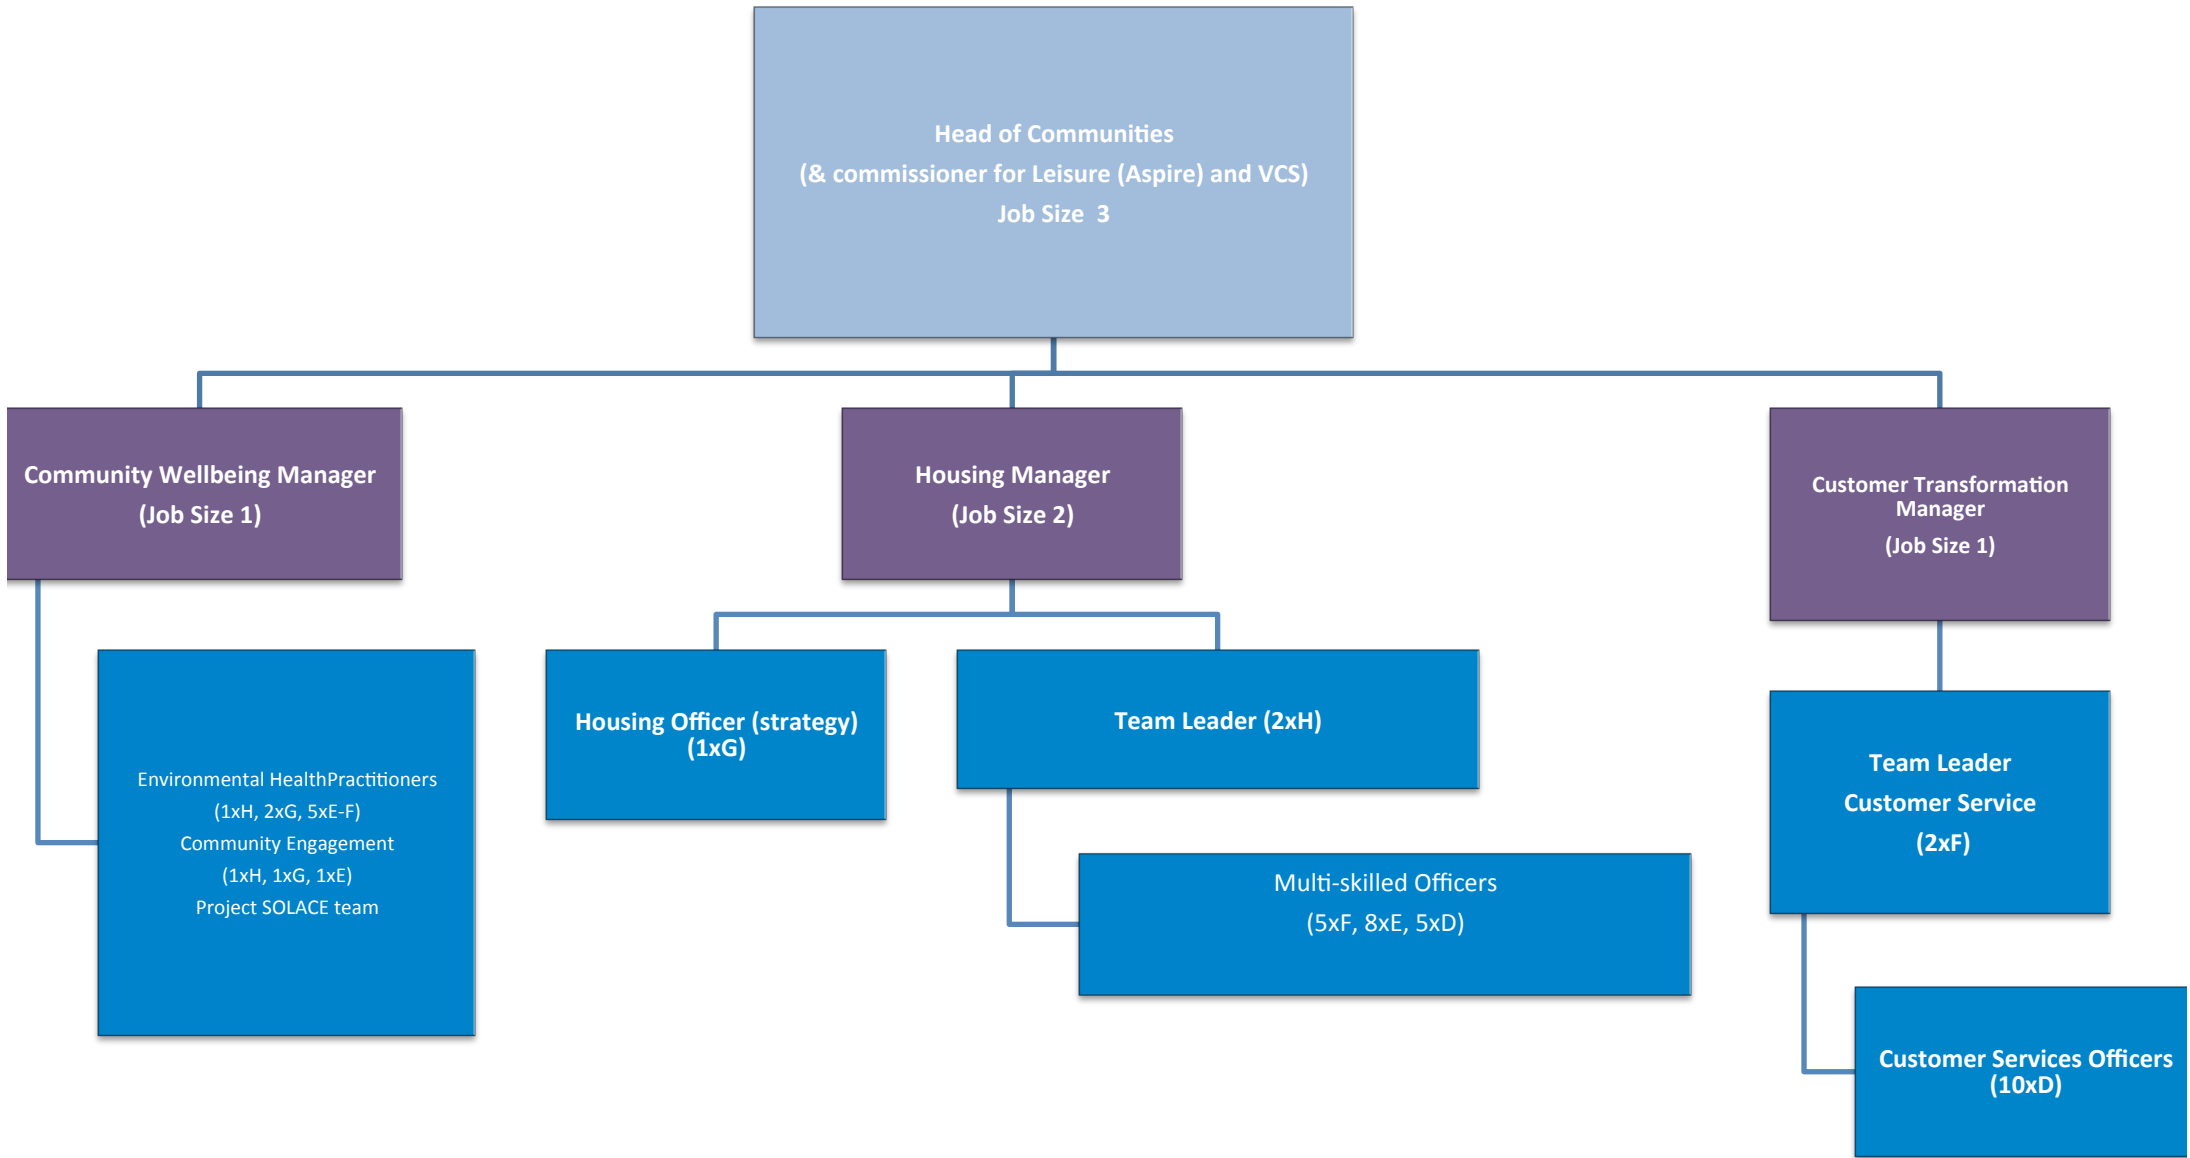 Head of Communities
(& commissioner for Leisure (Aspire) and VCS)
Job Size  3
Community Wellbeing Manager
(Job Size 1)
Housing Manager
(Job Size 2)
Customer Transformation
Manager
(Job Size 1)
Environmental HealthPractitioners
(1xH, 2xG, 5xE-F)
Community Engagement
(1xH, 1xG, 1xE)
Project SOLACE team
Housing Officer (strategy)
(1xG)
Team Leader (2xH)
Multi-skilled Officers
(5xF, 8xE, 5xD)
Team Leader
Customer Service
(2xF)
Customer Services Officers
(10xD)